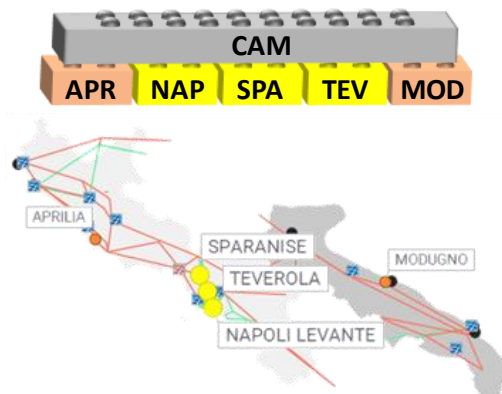 CAM
APR NAP SPA TEV MOD
APRILIA
SPARANISE
MODUGNO
TEVEROLA
NAPOLI LEVANTE